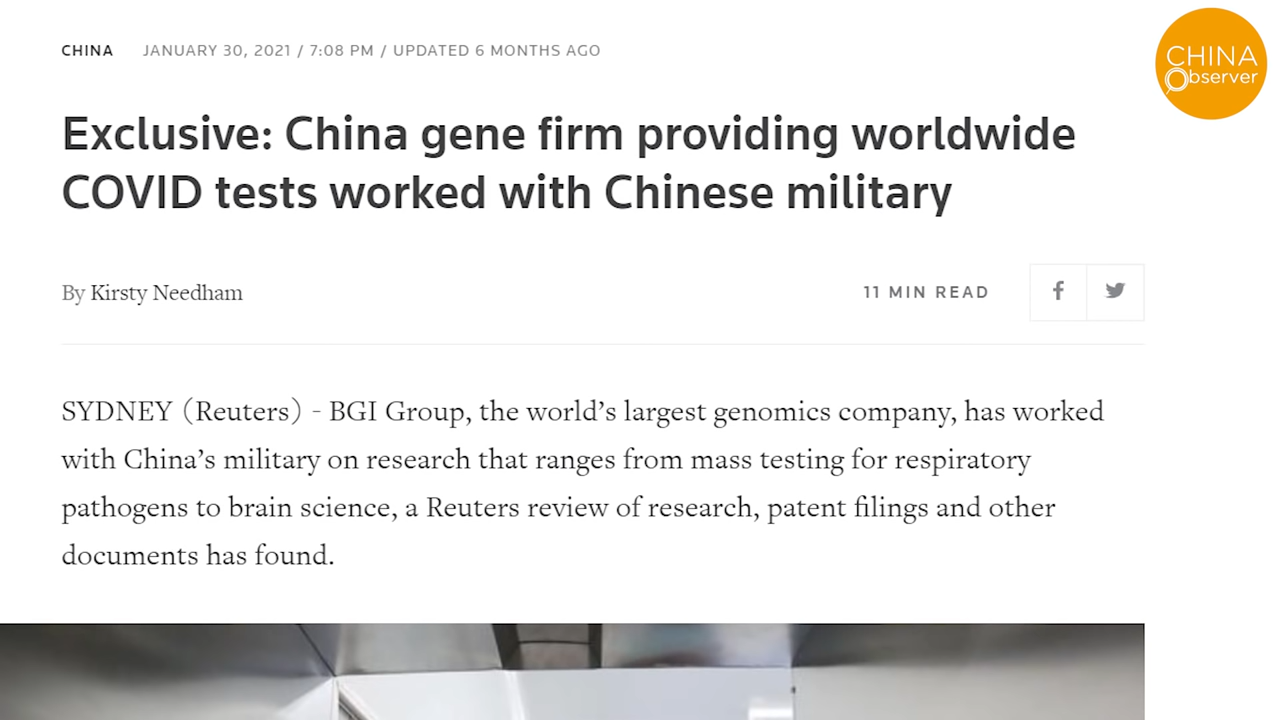 CHINA JANUARY 30, 2021 / 7:08 PM / UPDATED 6 MONTHS AGO
CHINA
Observer
Exclusive: China gene firm providing worldwide
COVID tests worked with Chinese military
By Kirsty Needham
11 MIN READ
SYDNEY (Reuters) - BGI Group, the world’s largest genomics company, has worked
with China’s military on research that ranges from mass testing for respiratory
pathogens to brain science, a Reuters review of research, patent filings and other
documents has found.